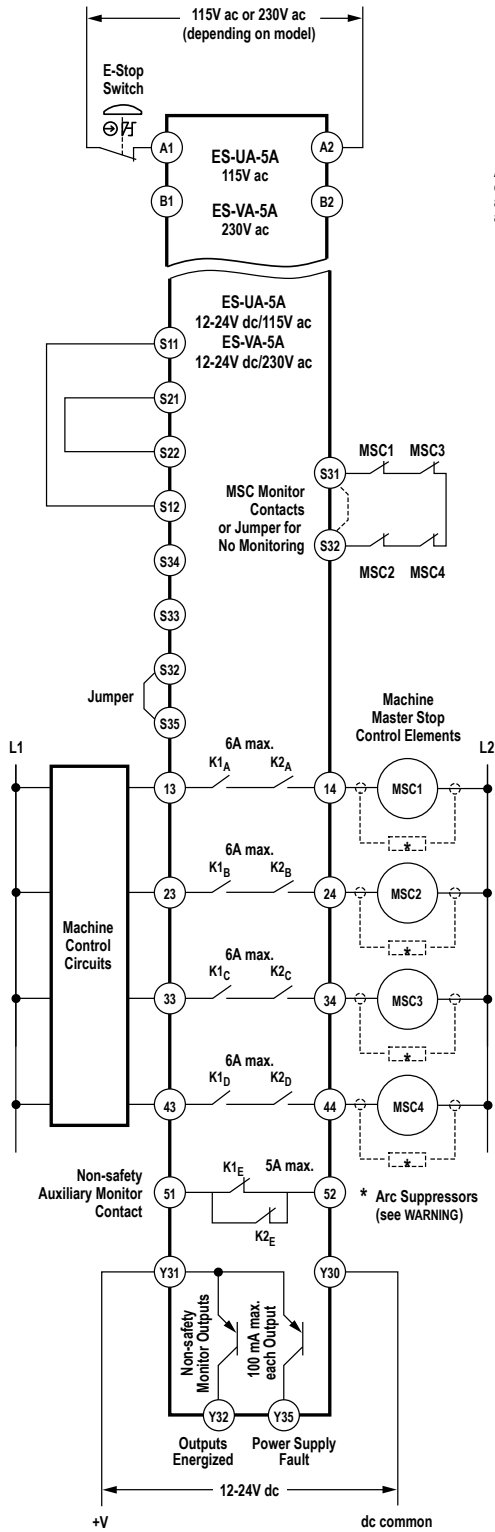 115V ac or 230V ac
(depending on model)
E-Stop
Switch
A1
A2
ES-UA-5A
115V ac
B1
B2
ES-VA-5A
230V ac
ES-UA-5A
12-24V dc/115V ac
ES-VA-5A
12-24V dc/230V ac
S11
S21
S22
S12
S34
S33
S32
S35
Jumper
MSC Monitor
Contacts
or Jumper for
No Monitoring
S31
S32
MSC1
MSC3
MSC2
MSC4
Machine
Master Stop
Control Elements
L1
L2
Machine
Control
Circuits
6A max.
13
K1A
K2A
14
MSC1
*
6A max.
23
K1B
K2B
24
MSC2
*
6A max.
33
K1C
K2C
34
MSC3
*
6A max.
43
K1D
K2D
44
MSC4
*
Non-safety
Auxiliary Monitor
Contact
51
K1E
5A max.
K2E
52
* Arc Suppressors
(see WARNING)
Y31
Y30
Non-safety
Monitor Outputs
100 mA max.
each Output
Y32
Y35
Outputs
Energized
Power Supply
Fault
12-24V dc
+V
dc common